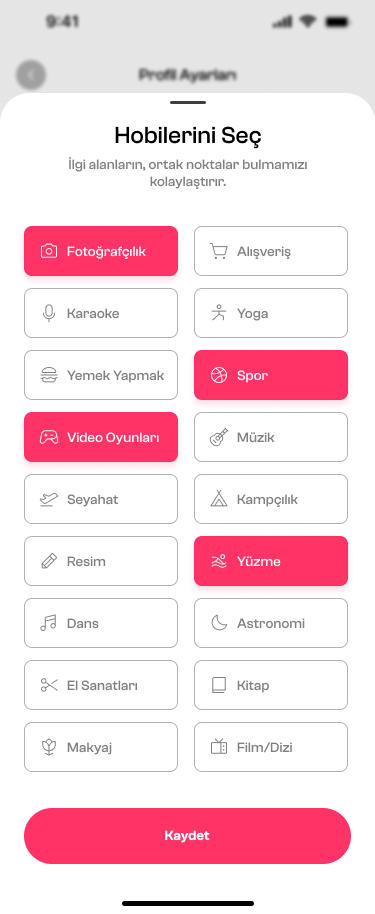 9:41
Profil Ayarları
Hobilerini Seç
İlgi alanların, ortak noktalar bulmamızı
kolaylaştırır.
Fotoğrafçılık
Alışveriş
Karaoke
Yoga
Yemek Yapmak
Spor
Video Oyunları
Müzik
Seyahat
Kampçılık
Resim
Yüzme
Dans
Astronomi
El Sanatları
Kitap
Makyaj
Film/Dizi
Kaydet